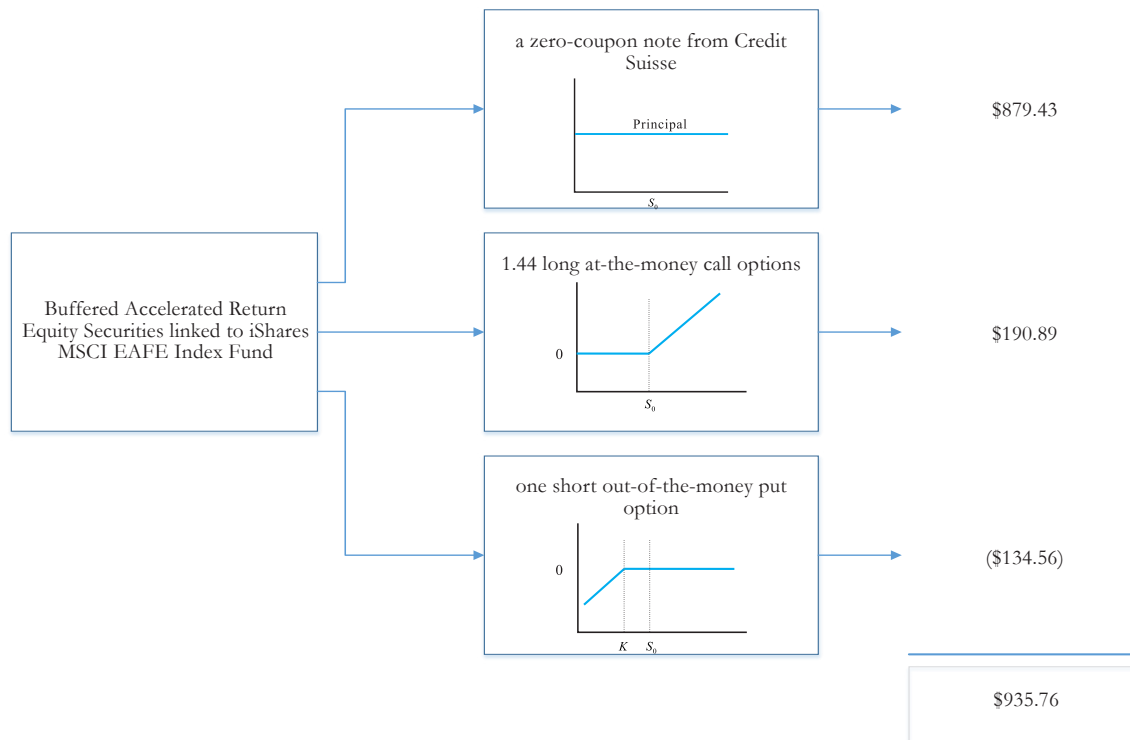 a zero-coupon note from Credit
Suisse
Principal
S0
$879.43
Buffered Accelerated Return
Equity Securities linked to iShares
MSCI EAFE Index Fund
1.44 long at-the-money call options
0
S0
$190.89
one short out-of-the-money put
option
0
K S0
($134.56)
$935.76